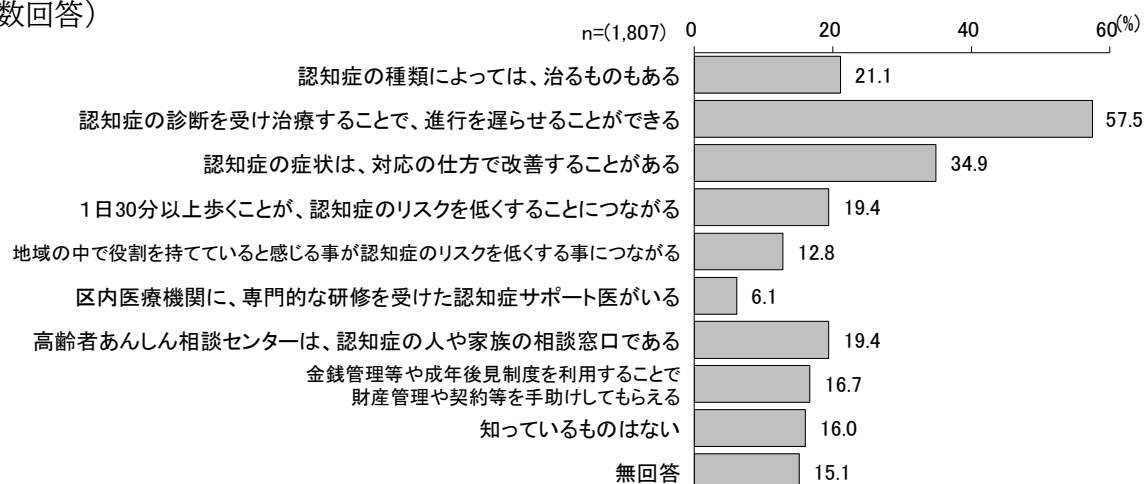 数回答）
n=(1,807) 0 20 40 60(%)
認知症の種類によっては、治るものもある 21.1
認知症の診断を受け治療することで、進行を遅らせることができる 57.5
認知症の症状は、対応の仕方で改善することがある 34.9
１日30分以上歩くことが、認知症のリスクを低くすることにつながる 19.4
地域の中で役割を持てていると感じる事が認知症のリスクを低くする事につながる 12.8
区内医療機関に、専門的な研修を受けた認知症サポート医がいる 6.1
高齢者あんしん相談センターは、認知症の人や家族の相談窓口である 19.4
金銭管理等や成年後見制度を利用することで
財産管理や契約等を手助けしてもらえる 16.7
知っているものはない 16.0
無回答 15.1